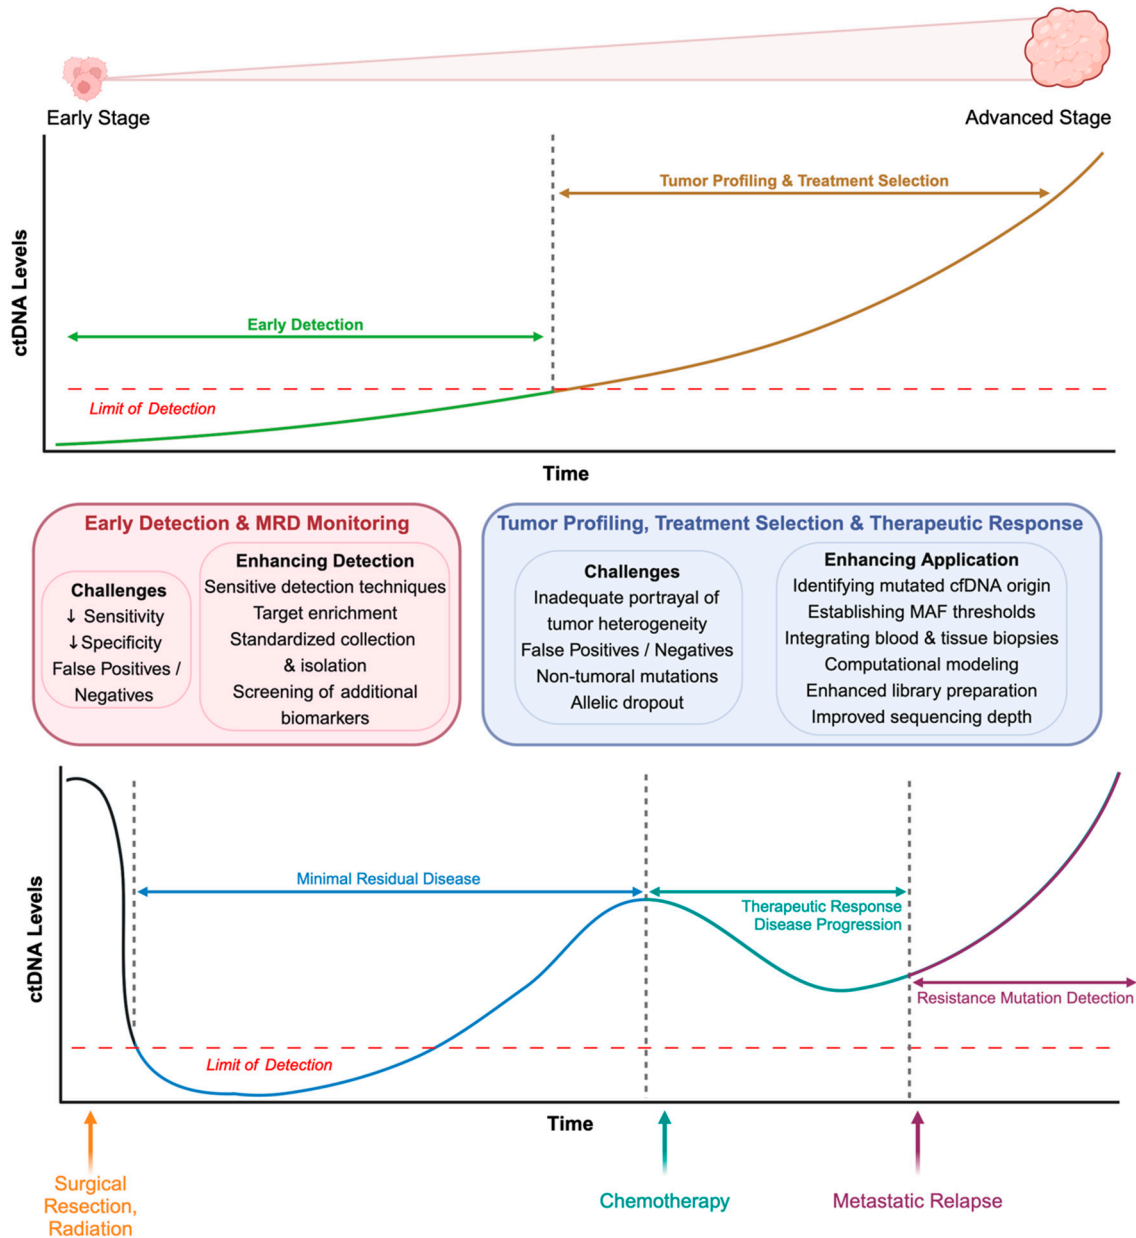 Early Stage
Advanced Stage
ctDNA Levels
Tumor Profiling & Treatment Selection
Early Detection
Limit of Detection
Time
Early Detection & MRD Monitoring
Challenges
↓ Sensitivity
↓Specificity
False Positives /
Negatives
Enhancing Detection
Sensitive detection techniques
Target enrichment
Standardized collection
& isolation
Screening of additional
biomarkers
Tumor Profiling, Treatment Selection & Therapeutic Response
Challenges
Inadequate portrayal of
tumor heterogeneity
False Positives / Negatives
Non-tumoral mutations
Allelic dropout
Enhancing Application
Identifying mutated cfDNA origin
Establishing MAF thresholds
Integrating blood & tissue biopsies
Computational modeling
Enhanced library preparation
Improved sequencing depth
ctDNA Levels
Minimal Residual Disease
Therapeutic Response
Disease Progression
Resistance Mutation Detection
Limit of Detection
Time
Surgical
Resection,
Radiation
Chemotherapy
Metastatic Relapse